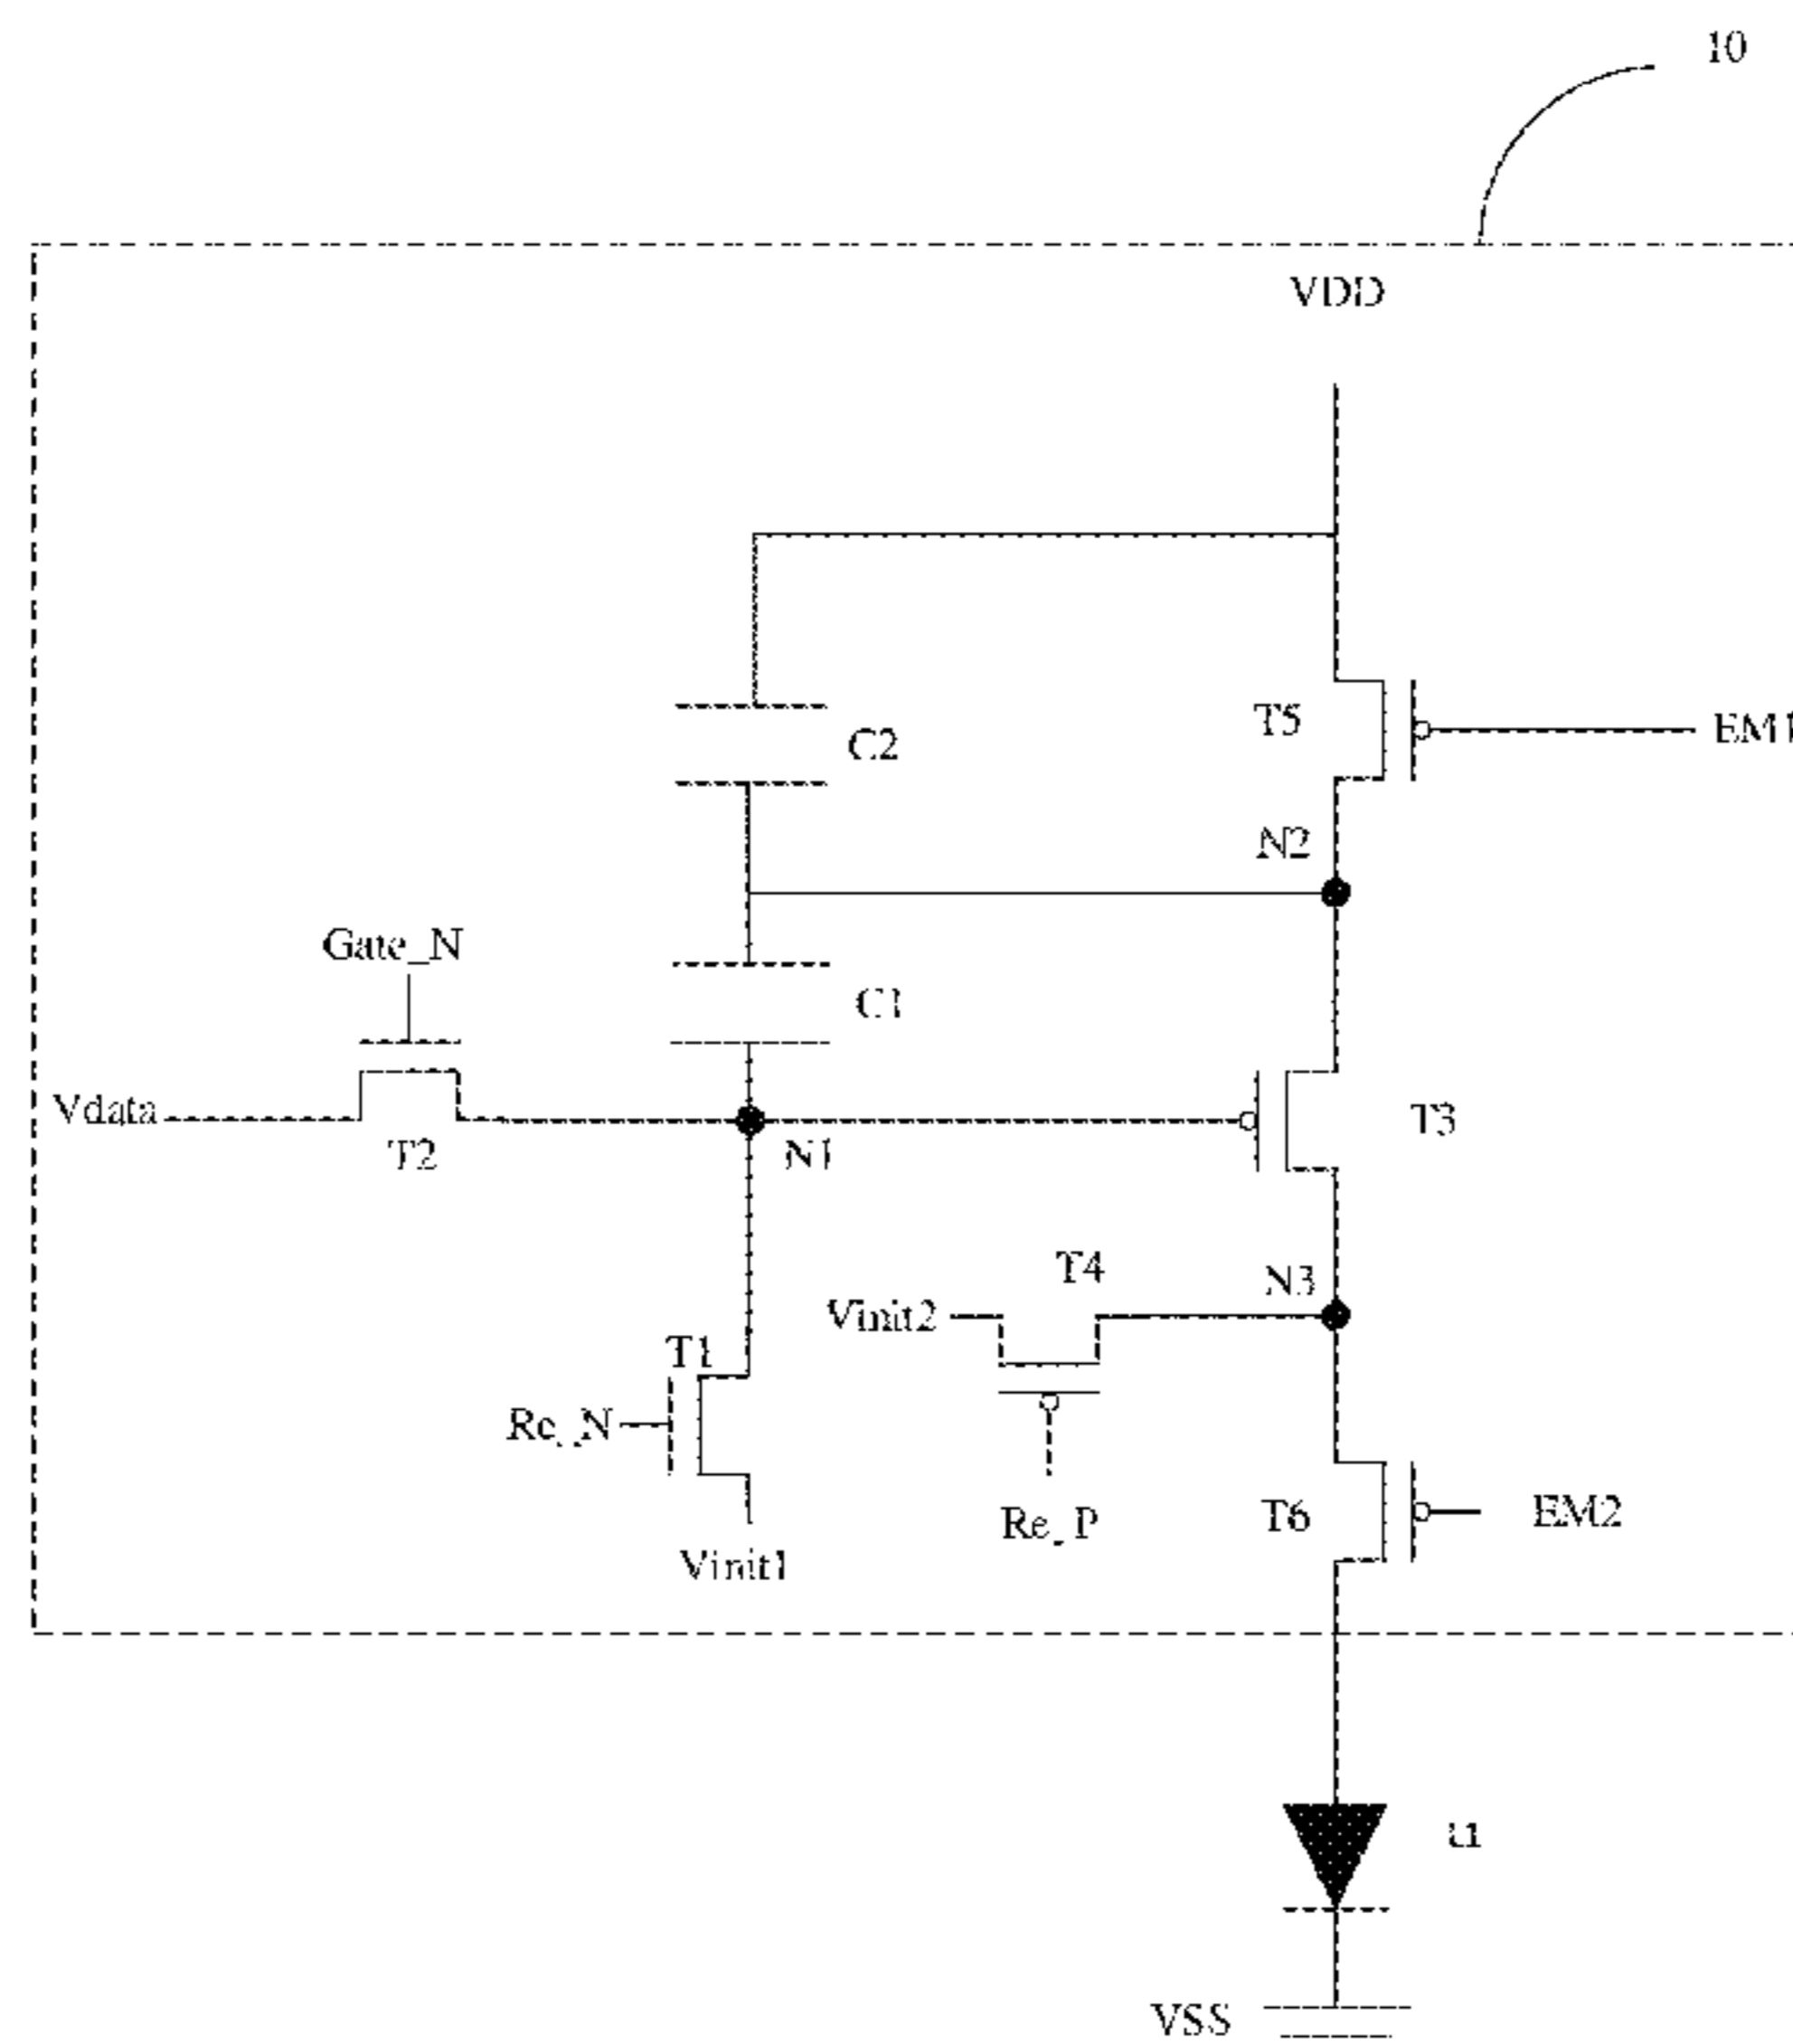 10
VDD
T5
EM1
C2
N2
Gate_N
C1
Vdata
T2
N1
T3
T4
N3
Vinit2
T1
Re_N
Re_P
T6
EM2
Vinit1
VSS